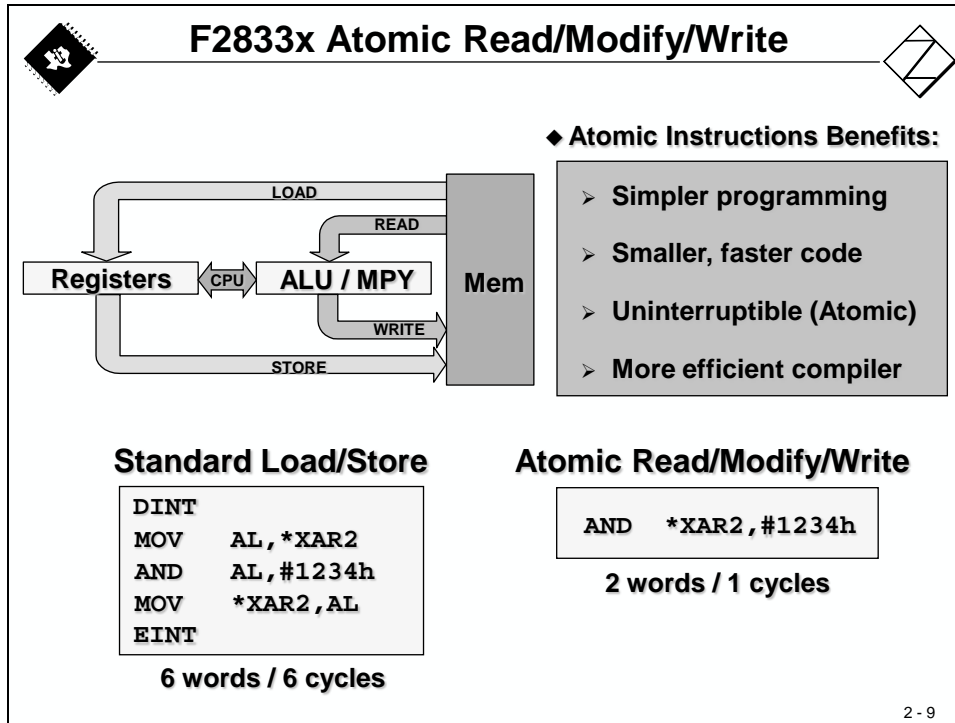 F2833x Atomic Read/Modify/Write
◆ Atomic Instructions Benefits:
➢ Simpler programming
➢ Smaller, faster code
➢ Uninterruptible (Atomic)
➢ More efficient compiler
LOAD
READ
Registers CPU ALU / MPY Mem
WRITE
STORE
Standard Load/Store
DINT
MOV AL,*XAR2
AND AL,#1234h
MOV *XAR2,AL
EINT
6 words / 6 cycles
Atomic Read/Modify/Write
AND *XAR2,#1234h
2 words / 1 cycles
2 - 9